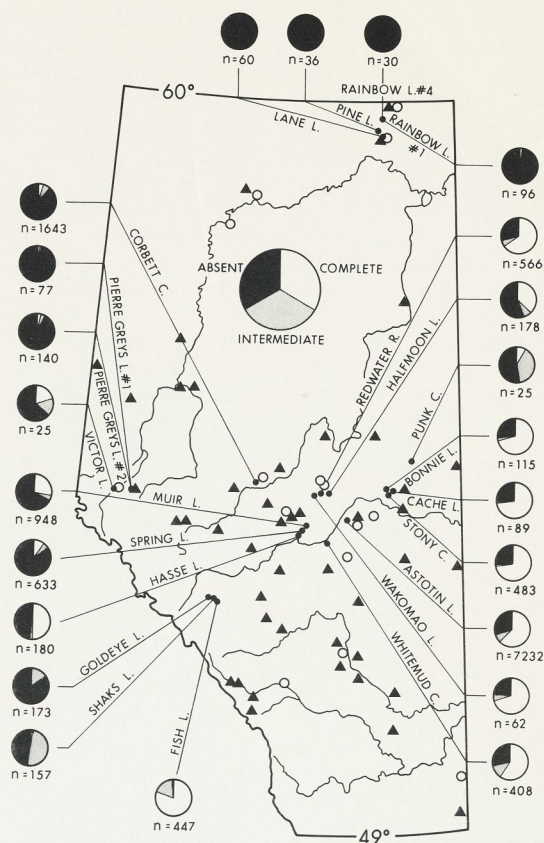 n=60
n=36
n=30
RAINBOW L.#4
60°
PINE L.
LANE L.
RAINBOW L.
#1
n=96
n=1643
n=77
n=140
n=25
n=948
n=633
n=180
n=173
n=157
n=447
CORBETT C.
PIERRE GREYS L.#1
PIERRE GREYS L.#2
VICTOR L.
MUIR L.
SPRING L.
HASSE L.
GOLDEYE L.
SHAKS L.
FISH L.
ABSENT
COMPLETE
INTERMEDIATE
REDWATER R.
HALFMOON L.
PUNK C.
BONNIE L.
CACHE L.
STONY C.
ASTOTIN L.
WAKOMAO L.
WHITEMUD C.
n=566
n=178
n=25
n=115
n=89
n=483
n=7232
n=62
n=408
49°